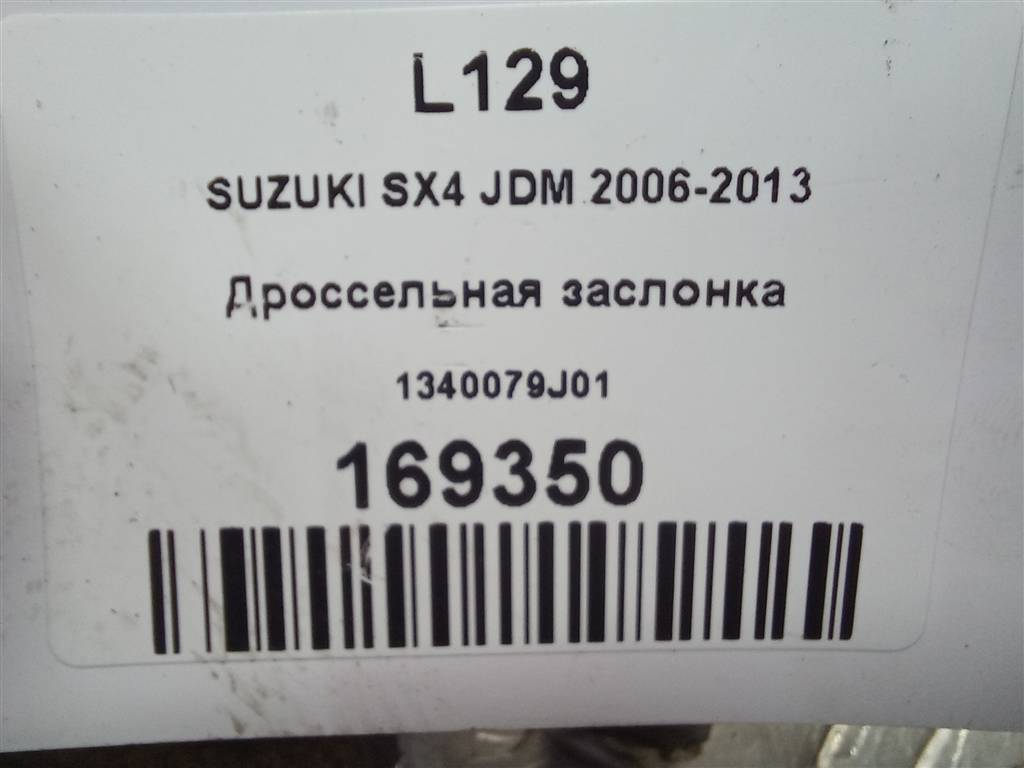 L129
SUZUKI SX4 JDM 2006-2013
Дроссельная заслонка
1340079J01
169350